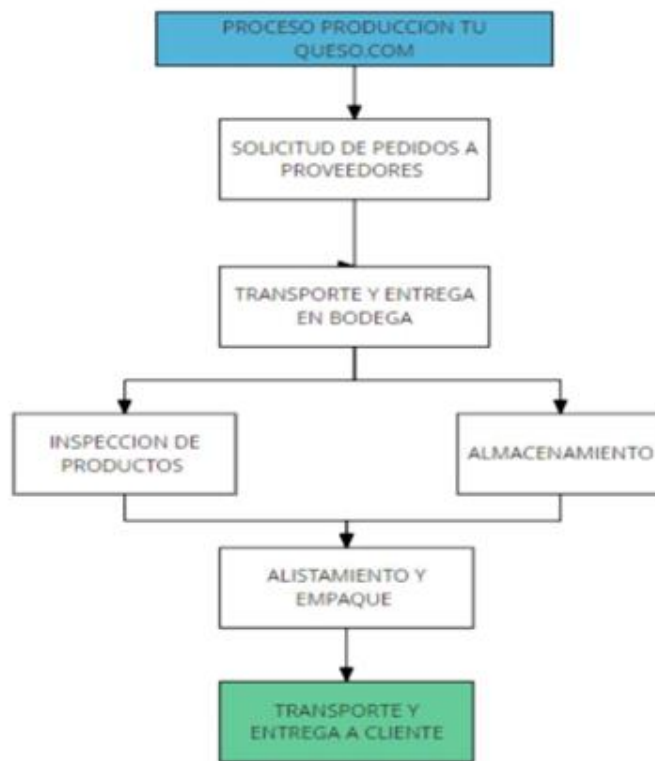 PROCESO PRODUCCION TU
QUESO.COM
SOLICITUD DE PEDIDOS A
PROVEEDORES
TRANSPORTE Y ENTREGA
EN BODEGA
INSPECCION DE
PRODUCTOS
ALMACENAMIENTO
ALISTAMIENTO Y
EMPAQUE
TRANSPORTE Y
ENTREGA A CLIENTE